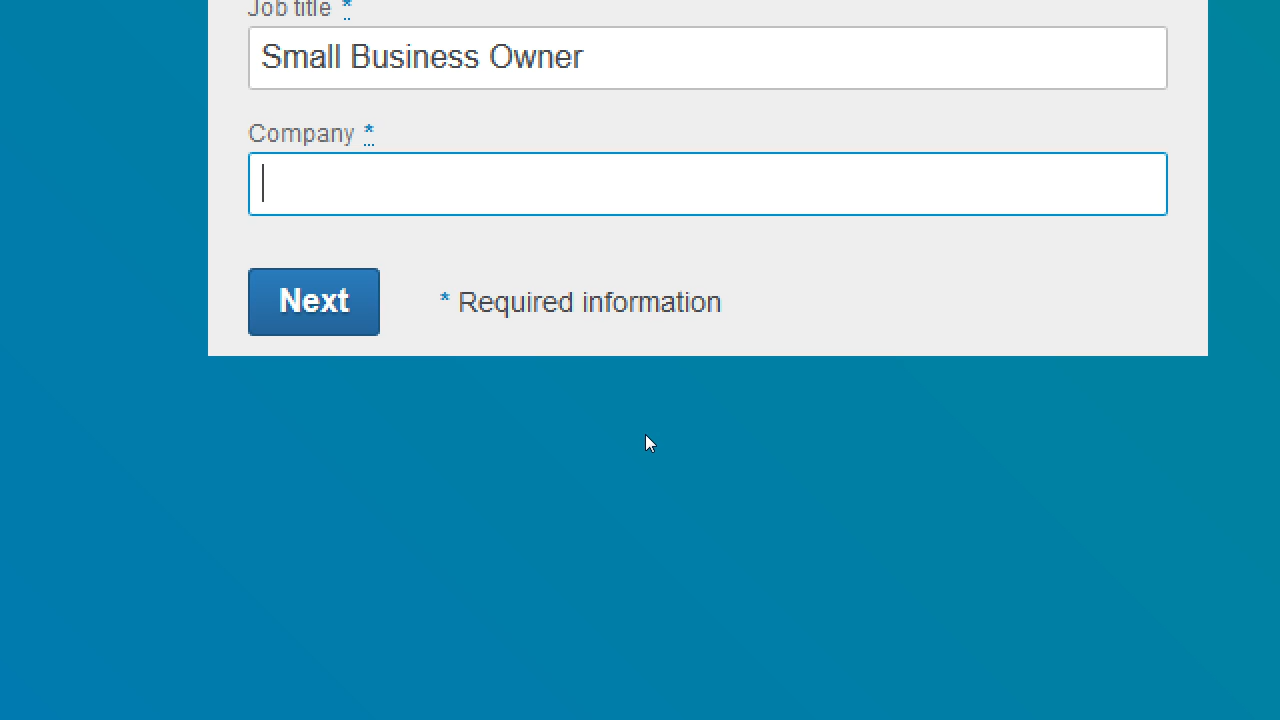 Job title *
Small Business Owner
Company *
Next
* Required information